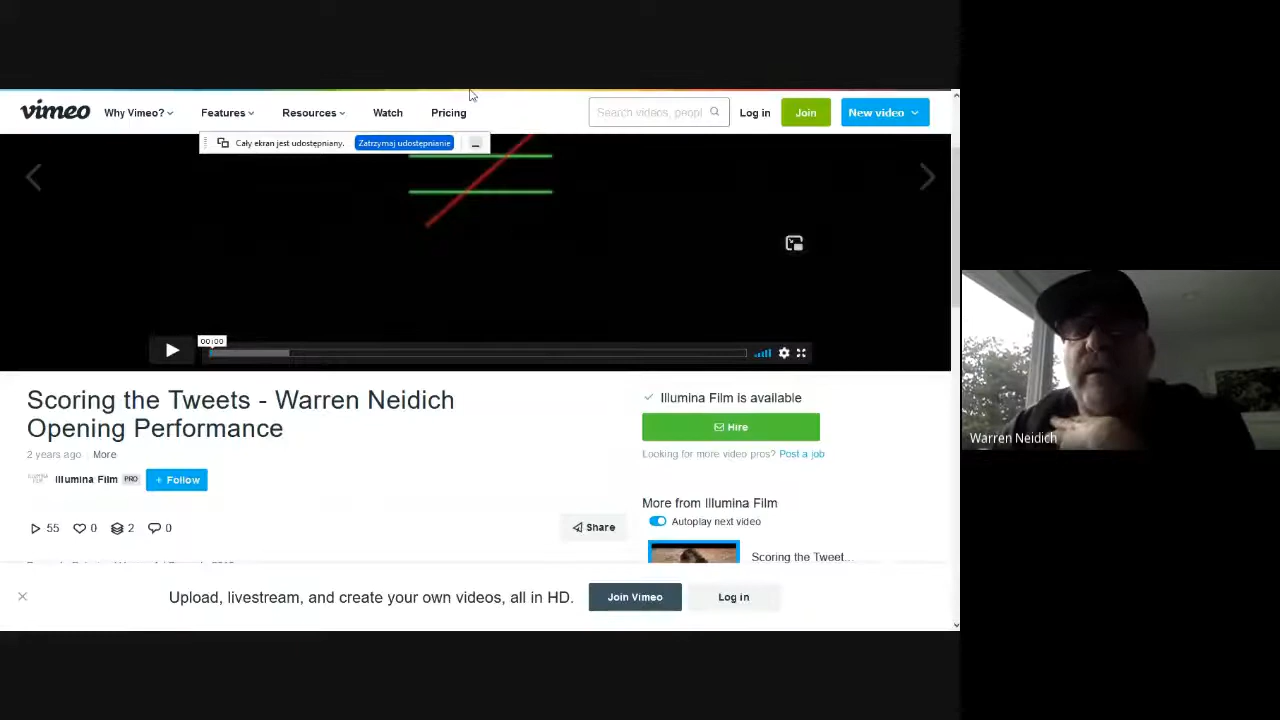 vimeo Why Vimeo? Features Resources Watch Pricing Search videos, peopl Log in Join New video
Cały ekran jest udostępniany. Zatrzymaj udostępnianie
00:00
Scoring the Tweets - Warren Neidich
Opening Performance
2 years ago More
Illumina Film PRO + Follow
55 0 2 0 Share
Illumina Film is available
Hire
Looking for more video pros? Post a job
More from Illumina Film
Autoplay next video
Scoring the Tweet...
Upload, livestream, and create your own videos, all in HD. Join Vimeo Log in
Warren Neidich